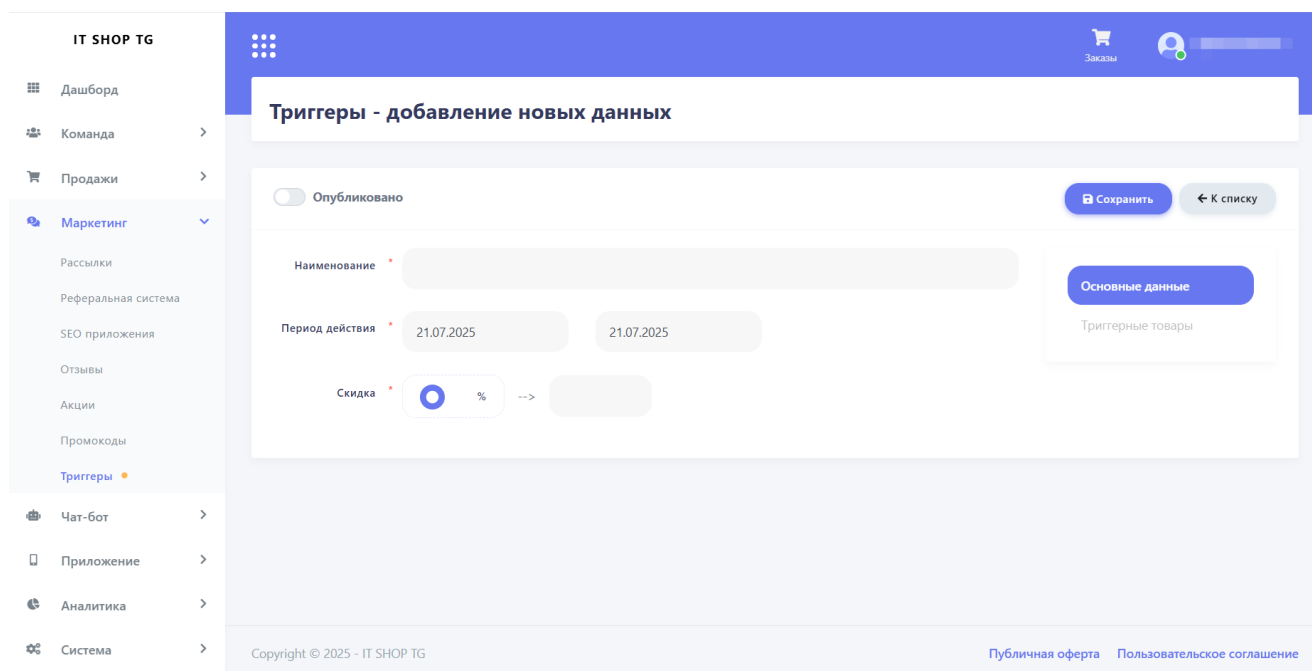 IT SHOP TG
Заказы
Дашборд
Команда
Продажи
Маркетинг
Рассылки
Реферальная система
SEO приложения
Отзывы
Акции
Промокоды
Триггеры
Чат-бот
Приложение
Аналитика
Система
Триггеры - добавление новых данных
Опубликовано
Сохранить
К списку
Наименование *
Период действия * 21.07.2025 21.07.2025
Скидка * % -->
Основные данные
Триггерные товары
Copyright © 2025 - IT SHOP TG
Публичная оферта Пользовательское соглашение